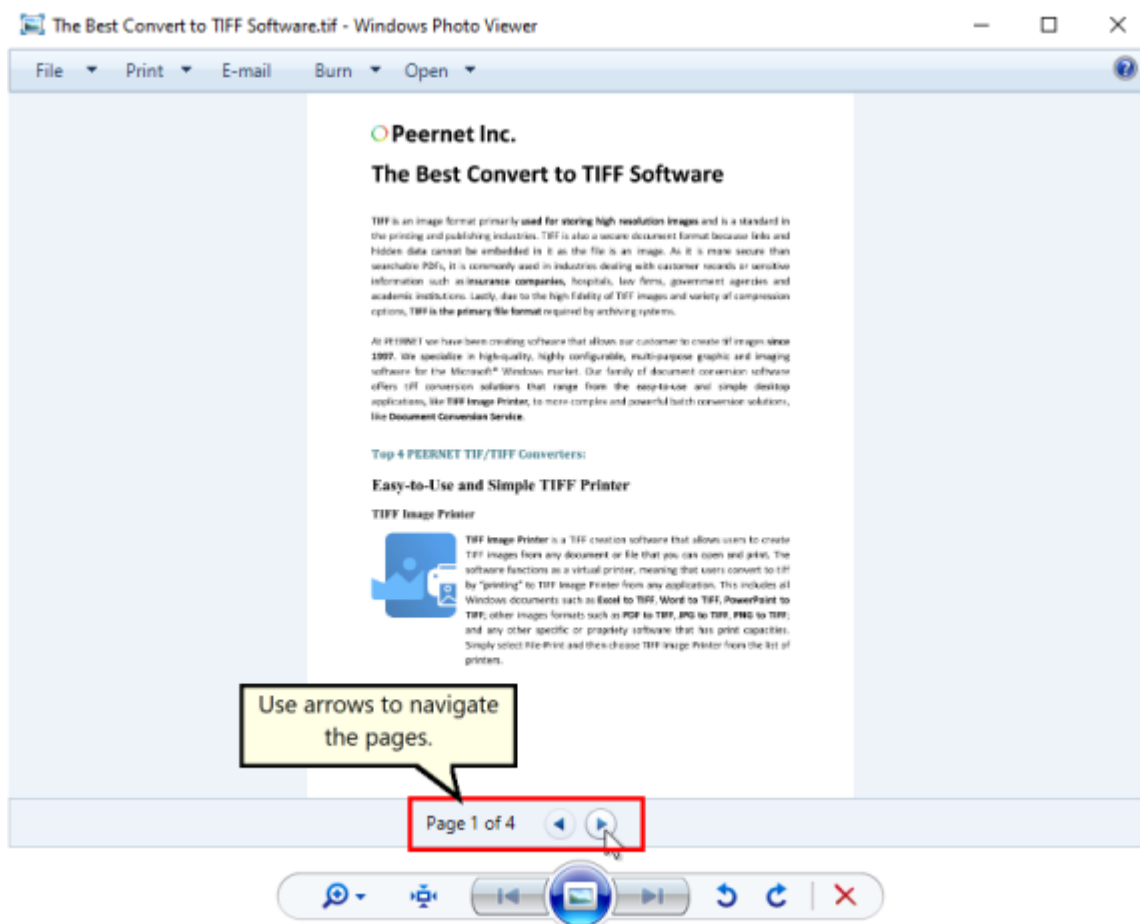 The Best Convert to TIFF Software.tif - Windows Photo Viewer
File Print E-mail Burn Open
Peernet Inc.
The Best Convert to TIFF Software
TIFF is an image format primarily used for storing high resolution images and is a standard in
the printing and publishing industries. TIFF is also a secure document format because links and
hidden data cannot be embedded in it as the file is an image. As it is more secure than
searchable PDFs, it is commonly used in industries dealing with customer records or sensitive
information such as insurance companies, hospitals, law firms, government agencies and
academic institutions. Lastly, due to the high fidelity of TIFF images and variety of compression
options, TIFF is the primary file format required by archiving systems.
At PEERNET we have been creating software that allows our customer to create tif images since
1997. We specialize in high-quality, highly configurable, multi-purpose graphic and imaging
software for the Microsoft® Windows market. Our family of document conversion software
offers tiff conversion solutions that range from the easy-to-use and simple desktop
applications, like TIFF Image Printer, to more complex and powerful batch conversion solutions,
like Document Conversion Service.
Top 4 PEERNET TIF/TIFF Converters:
Easy-to-Use and Simple TIFF Printer
TIFF Image Printer
TIFF Image Printer is a TIFF creation software that allows users to create
TIFF images from any document or file that you can open and print. The
software functions as a virtual printer, meaning that users convert to tiff
by "printing" to TIFF Image Printer from any application. This includes all
Windows documents such as Excel to TIFF, Word to TIFF, PowerPoint to
TIFF; other images formats such as PDF to TIFF, JPG to TIFF, PNG to TIFF;
and any other specific or propriety software that has print capacities.
Simply select File-Print and then choose TIFF Image Printer from the list of
printers.
Use arrows to navigate
the pages.
Page 1 of 4